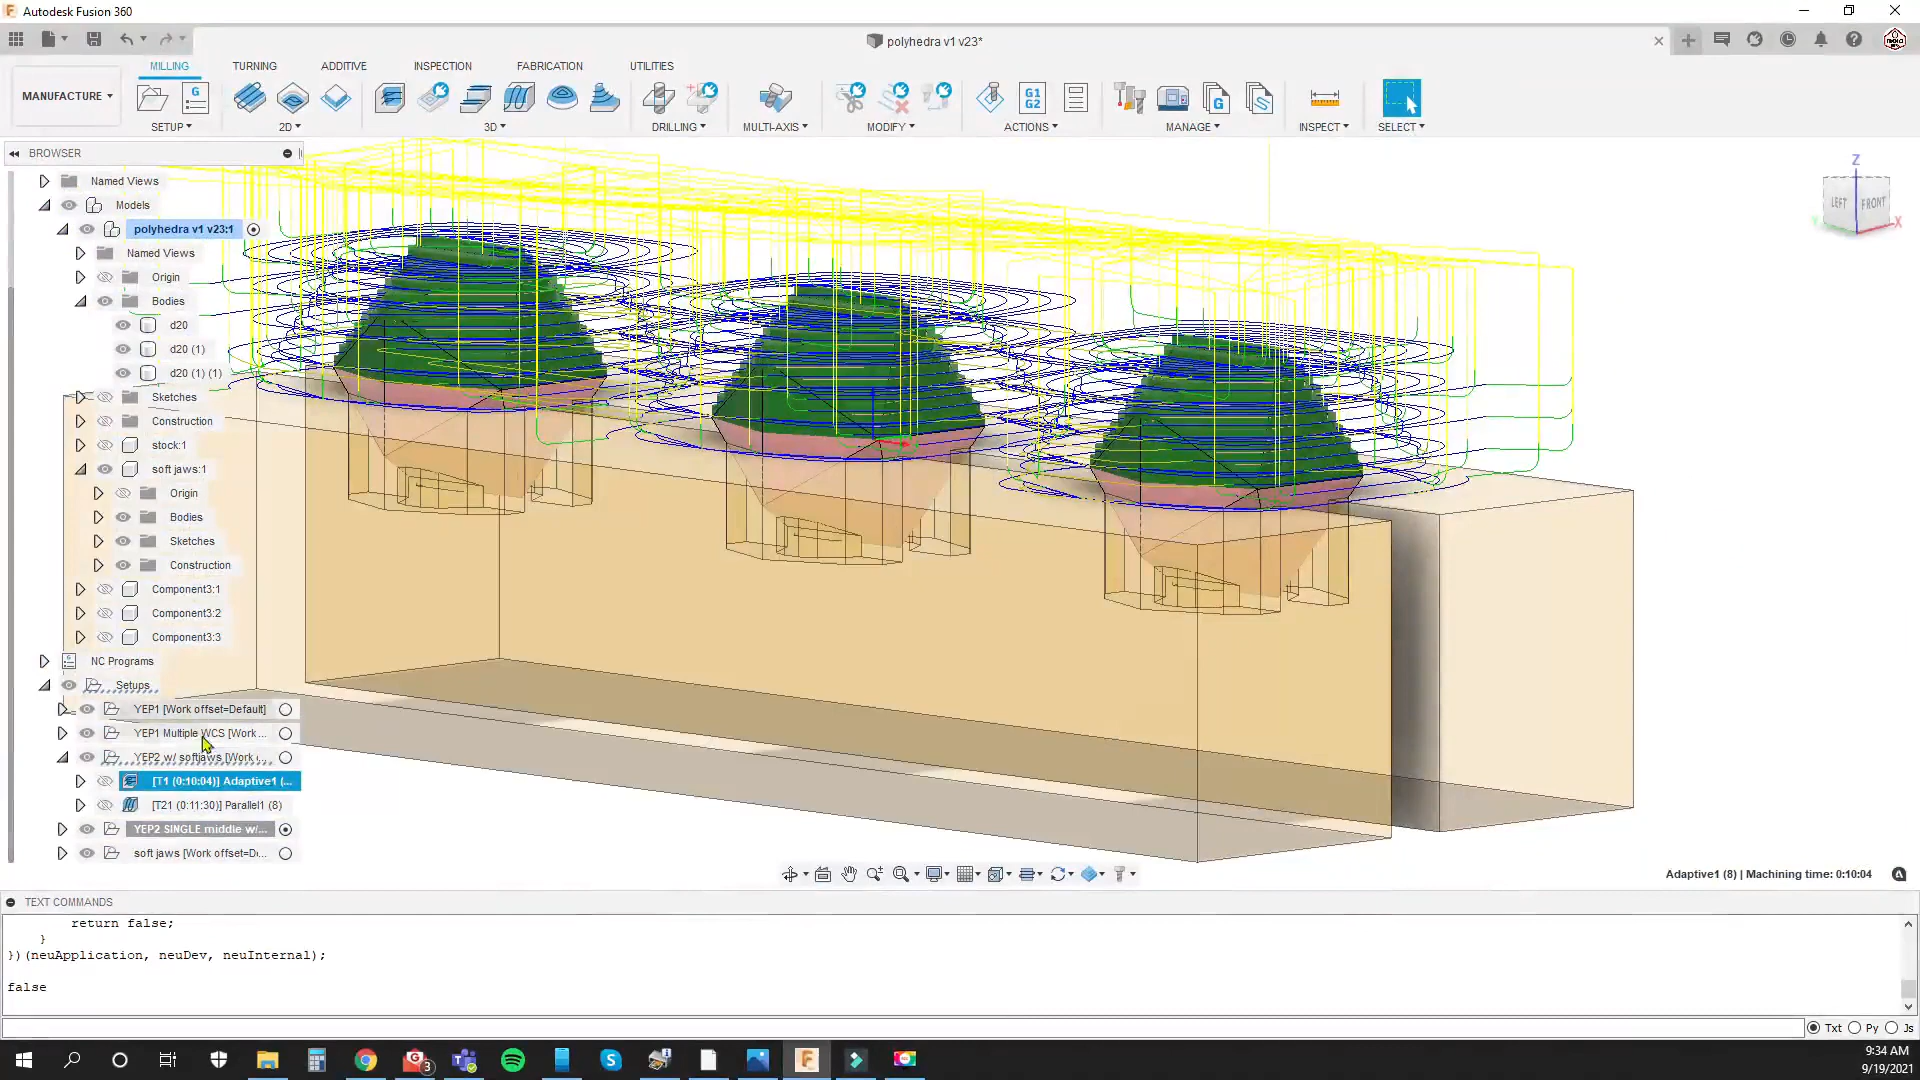 Autodesk Fusion 360
polyhedra v1 v23*
MILLING TURNING ADDITIVE INSPECTION FABRICATION UTILITIES
MANUFACTURE
SETUP 2D 3D DRILLING MULTI-AXIS MODIFY ACTIONS MANAGE INSPECT SELECT
G
G1
G2
G
BROWSER
Named Views
Models
polyhedra v1 v23:1
Named Views
Origin
Bodies
d20
d20 (1)
d20 (1) (1)
Sketches
Construction
stock:1
soft jaws:1
Origin
Bodies
Sketches
Construction
Component3:1
Component3:2
Component3:3
NC Programs
Setups
YEP1 [Work offset=Default]
YEP1 Multiple WCS [Work ...
YEP2 w/ softjaws [Work ...
[T1 (0:10:04)] Adaptive1 (...
[T21 (0:11:30)] Parallel1 (8)
YEP2 SINGLE middle w/...
soft jaws [Work offset=D...
Z
LEFT FRONT
Y X
Adaptive1 (8) | Machining time: 0:10:04
TEXT COMMANDS
return false;
}
})(neuApplication, neuDev, neuInternal);
false
Txt Py Js
3
9:34 AM
9/19/2021